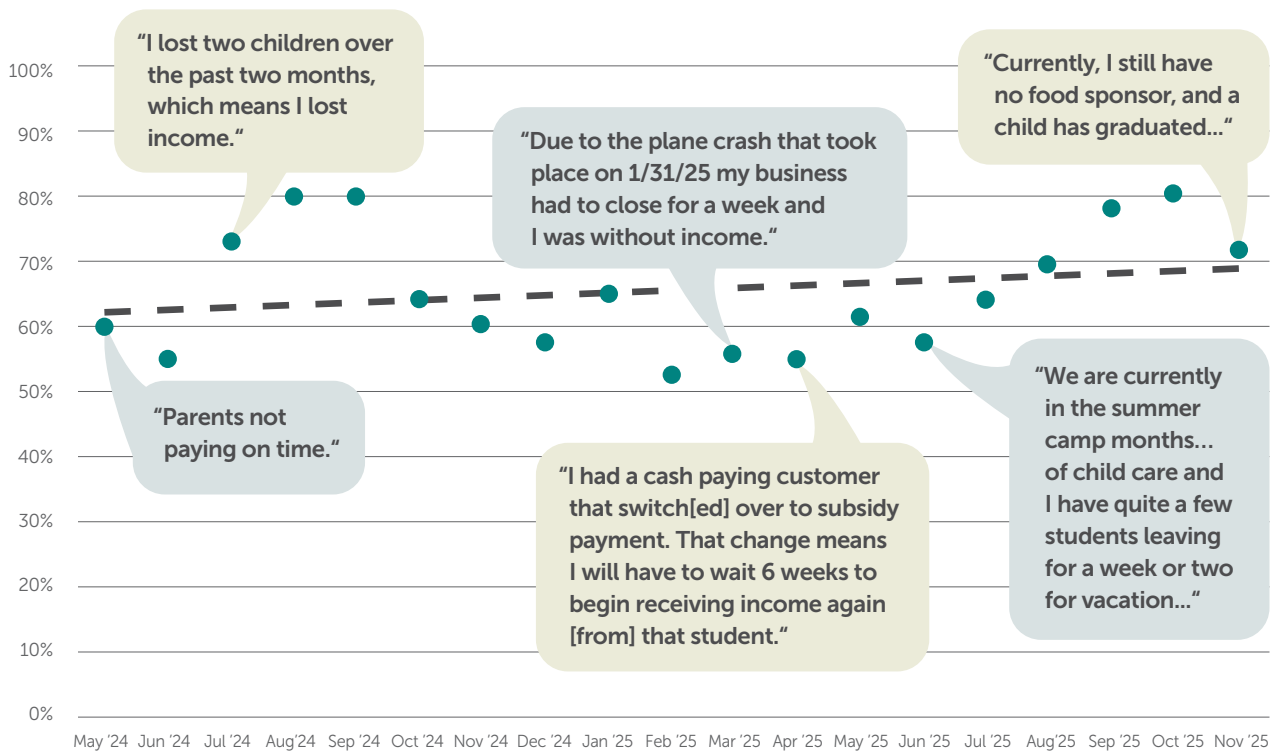 “I lost two children over
the past two months,
which means I lost
income.“
“Currently, I still have
no food sponsor, and a
child has graduated...“
“Due to the plane crash that took
place on 1/31/25 my business
had to close for a week and
I was without income.“
“Parents not
paying on time.“
“I had a cash paying customer
that switch[ed] over to subsidy
payment. That change means
I will have to wait 6 weeks to
begin receiving income again
[from] that student.“
“We are currently
in the summer
camp months...
of child care and
I have quite a few
students leaving
for a week or two
for vacation...“
100%
90%
80%
70%
60%
50%
40%
30%
20%
10%
0%
May ’24 Jun ’24 Jul ’24 Aug’24 Sep ’24 Oct ’24 Nov ’24 Dec ’24 Jan ’25 Feb ’25 Mar ’25 Apr ’25 May ’25 Jun ’25 Jul ’25 Aug ’25 Sep ’25 Oct ’25 Nov ’25